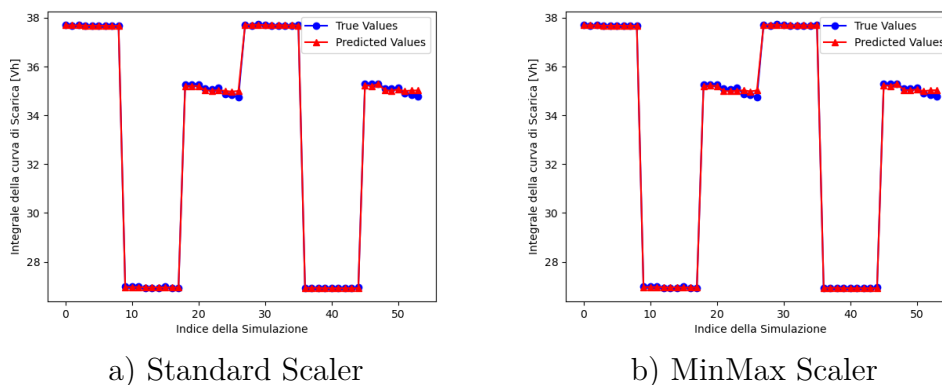 38
36
34
32
30
28
0
10
20
30
40
50
Integrale della curva di Scarica [Vh]
Indice della Simulazione
True Values
Predicted Values
a) Standard Scaler
38
36
34
32
30
28
0
10
20
30
40
50
Integrale della curva di Scarica [Vh]
Indice della Simulazione
True Values
Predicted Values
b) MinMax Scaler